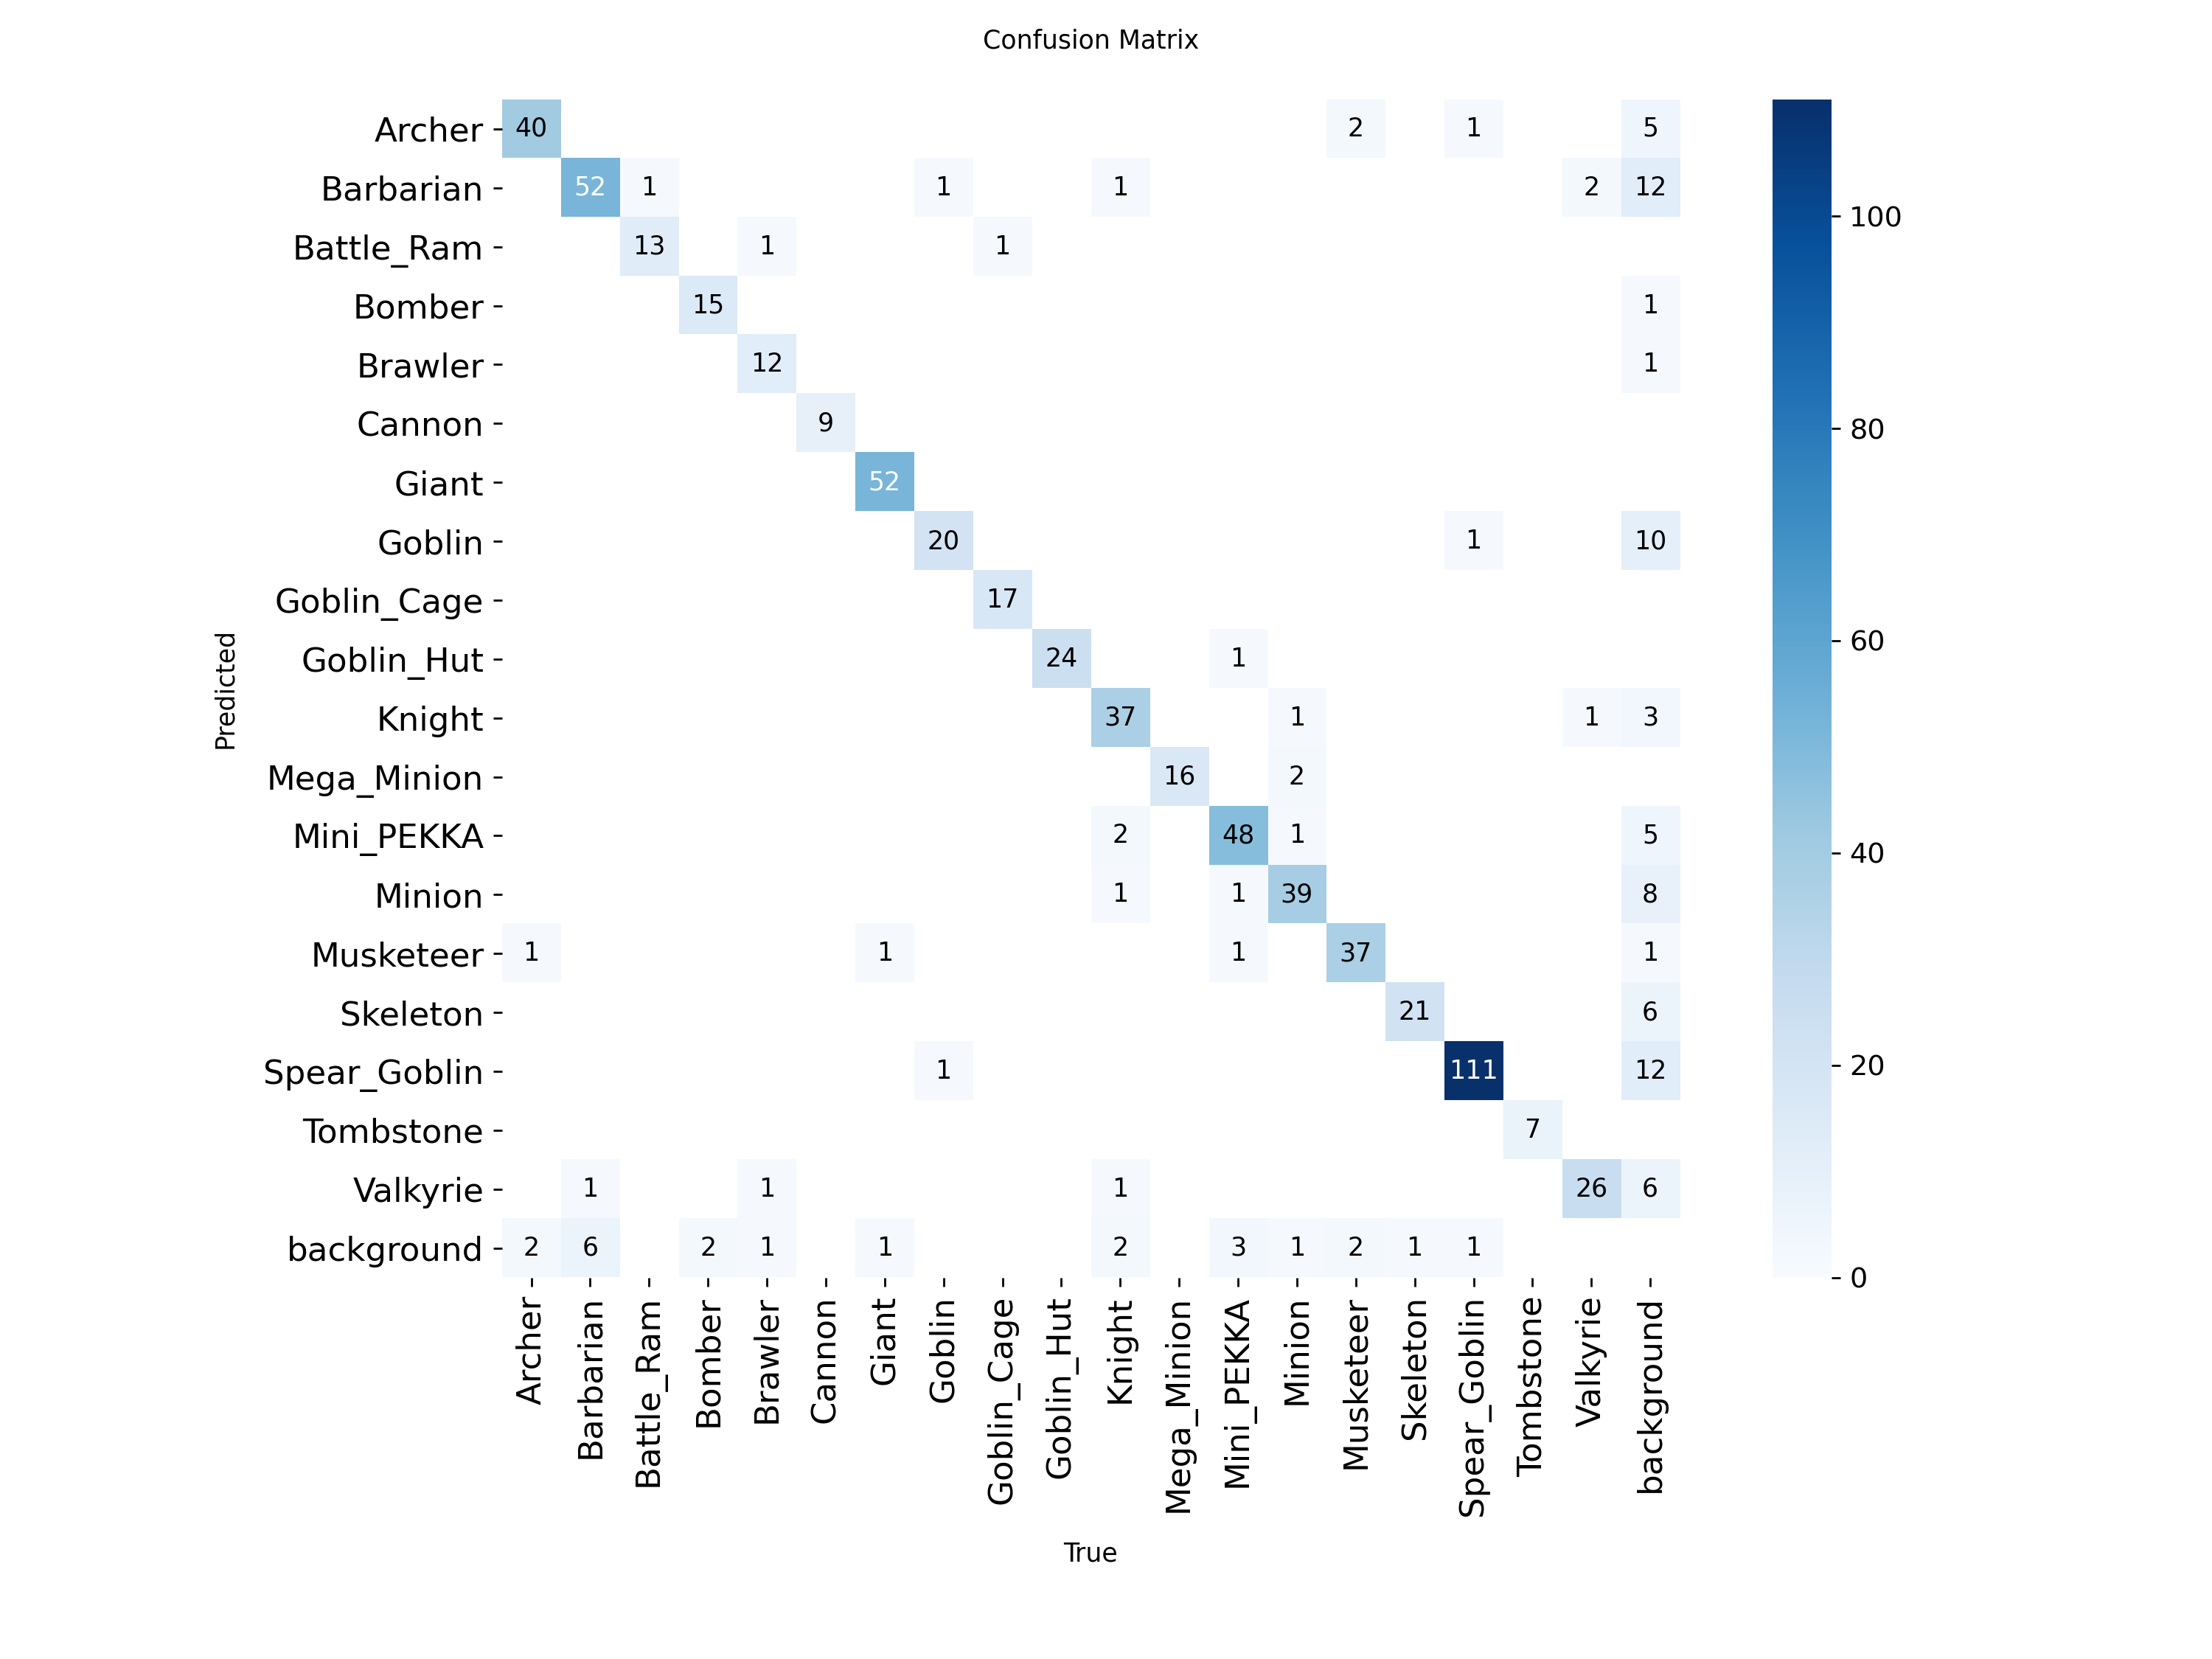 Confusion Matrix
Archer 40 2 1 5
Barbarian 52 1 1 1 2 12
Battle_Ram 13 1 1
Bomber 15 1
Brawler 12 1
Cannon 9
Giant 52
Goblin 20 1 10
Goblin_Cage 17
Goblin_Hut 24 1
Knight 37 1 1 3
Mega_Minion 16 2
Mini_PEKKA 2 48 1 5
Minion 1 1 39 8
Musketeer 1 1 1 37 1
Skeleton 21 6
Spear_Goblin 1 111 12
Tombstone 7
Valkyrie 1 1 1 26 6
background 2 6 2 1 1 2 3 1 2 1 1
Predicted
Archer Barbarian Battle_Ram Bomber Brawler Cannon Giant Goblin Goblin_Cage Goblin_Hut Knight Mega_Minion Mini_PEKKA Minion Musketeer Skeleton Spear_Goblin Tombstone Valkyrie background
True
100
80
60
40
20
0